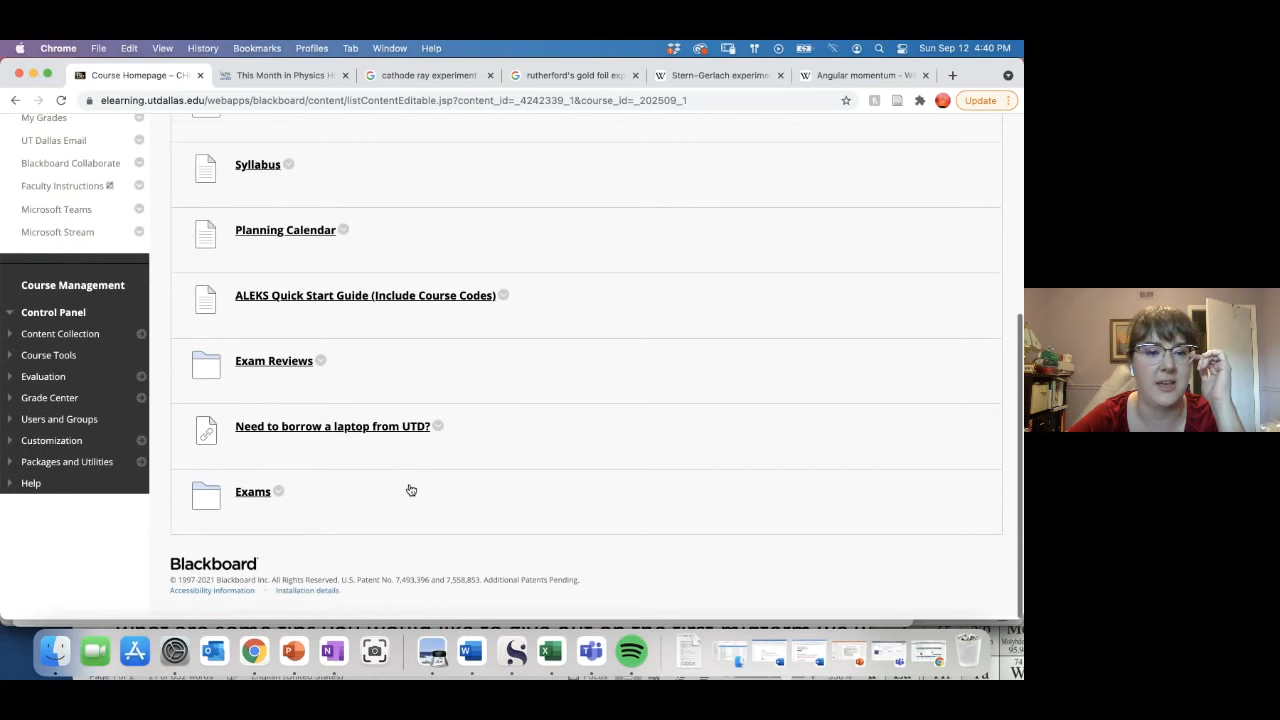 Chrome File Edit View History Bookmarks Profiles Tab Window Help Sun Sep 12 4:40 PM
Course Homepage – CH This Month in Physics Hi cathode ray experiment rutherford's gold foil exp Stern–Gerlach experime Angular momentum - Wi
elearning.utdallas.edu/webapps/blackboard/content/listContentEditable.jsp?content_id=_4242339_1&course_id=_202509_1 Update
My Grades
UT Dallas Email
Blackboard Collaborate
Faculty Instructions
Microsoft Teams
Microsoft Stream
Course Management
Control Panel
Content Collection
Course Tools
Evaluation
Grade Center
Users and Groups
Customization
Packages and Utilities
Help
Syllabus
Planning Calendar
ALEKS Quick Start Guide (Include Course Codes)
Exam Reviews
Need to borrow a laptop from UTD?
Exams
Blackboard
© 1997-2021 Blackboard Inc. All Rights Reserved. U.S. Patent No. 7,493,396 and 7,558,853. Additional Patents Pending.
Accessibility information - Installation details